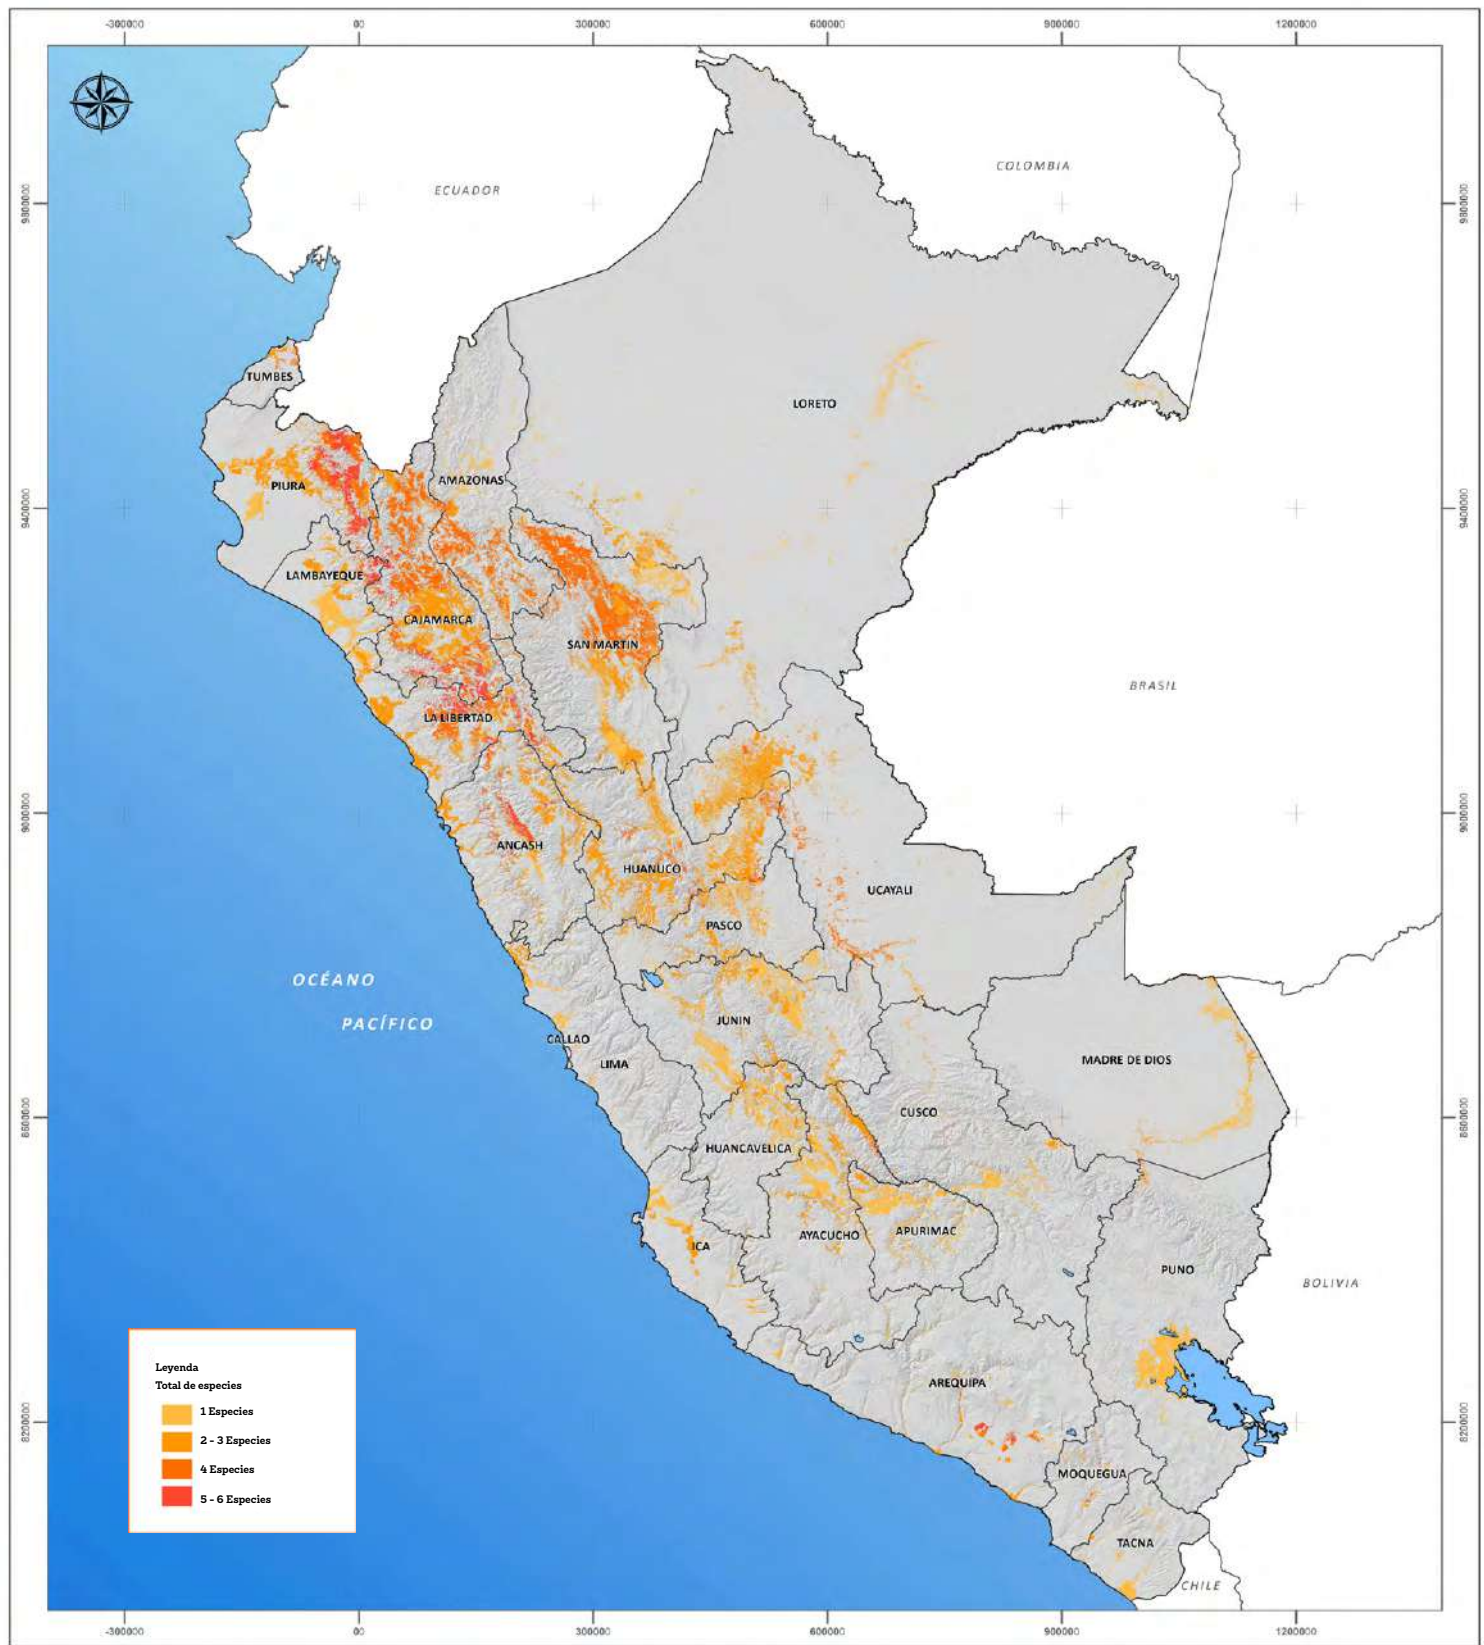 -300000 00 300000 600000 900000 1200000
COLOMBIA
ECUADOR
9800000 9800000
TUMBES
LORETO
AMAZONAS
PIURA
9400000 9400000
LAMBAYEQUE
CAJAMARCA
SAN MARTIN
BRASIL
LA LIBERTAD
9000000 9000000
ANCASH
HUANUCO
UCAYALI
PASCO
OCÉANO
PACÍFICO
JUNIN
CALLAO
LIMA
MADRE DE DIOS
CUSCO
8600000 8600000
HUANCAVELICA
AYACUCHO
APURIMAC
ICA
PUNO
BOLIVIA
AREQUIPA
8200000 8200000
MOQUEGUA
TACNA
CHILE
Leyenda
Total de especies
1 Especies
2 - 3 Especies
4 Especies
5 - 6 Especies
-300000 00 300000 600000 900000 1200000